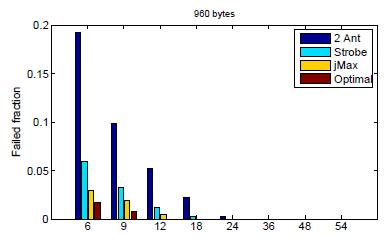 960 bytes
Failed fraction
0.2
0.15
0.1
0.05
0
6 9 12 18 24 36 48 54
2 Ant
Strobe
jMax
Optimal